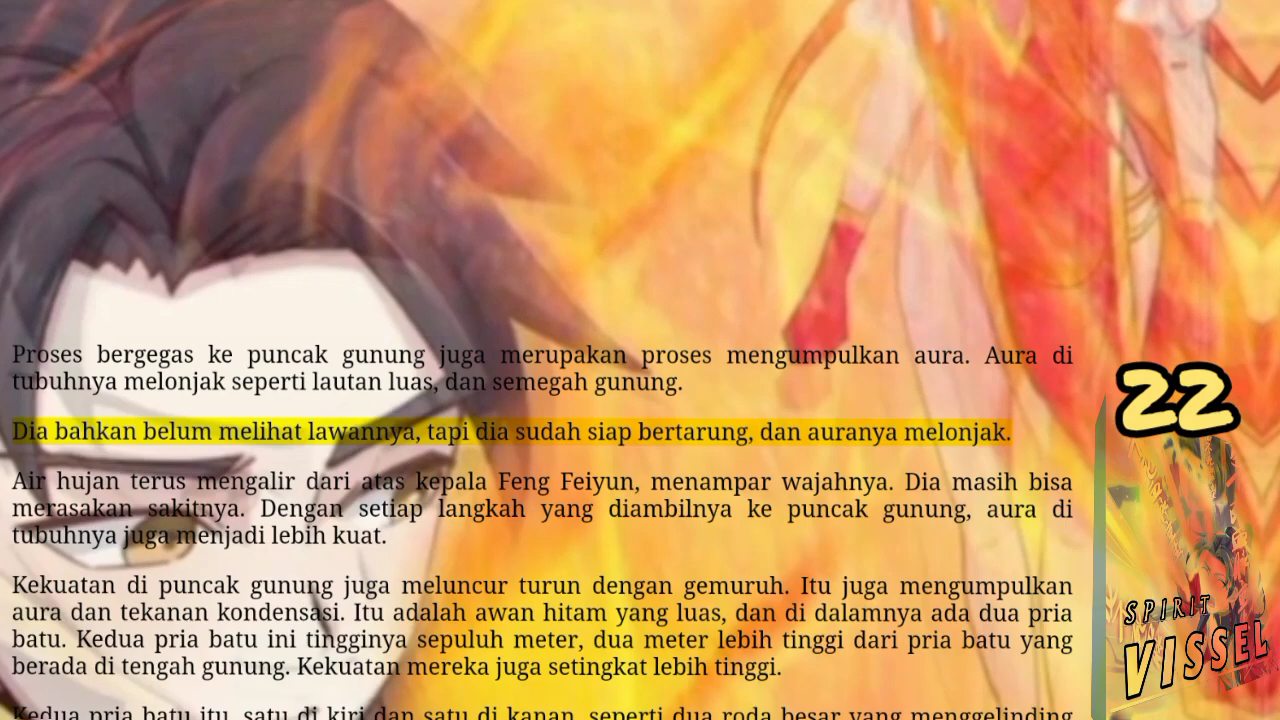 Proses bergegas ke puncak gunung juga merupakan proses mengumpulkan aura. Aura di
tubuhnya melonjak seperti lautan luas, dan semegah gunung.
Dia bahkan belum melihat lawannya, tapi dia sudah siap bertarung, dan auranya melonjak.
Air hujan terus mengalir dari atas kepala Feng Feiyun, menampar wajahnya. Dia masih bisa
merasakan sakitnya. Dengan setiap langkah yang diambilnya ke puncak gunung, aura di
tubuhnya juga menjadi lebih kuat.
Kekuatan di puncak gunung juga meluncur turun dengan gemuruh. Itu juga mengumpulkan
aura dan tekanan kondensasi. Itu adalah awan hitam yang luas, dan di dalamnya ada dua pria
batu. Kedua pria batu ini tingginya sepuluh meter, dua meter lebih tinggi dari pria batu yang
berada di tengah gunung. Kekuatan mereka juga setingkat lebih tinggi.
Kedua pria batu itu, satu di kiri dan satu di kanan, seperti dua roda besar yang menggelinding
22
SPIRIT
VISSEL